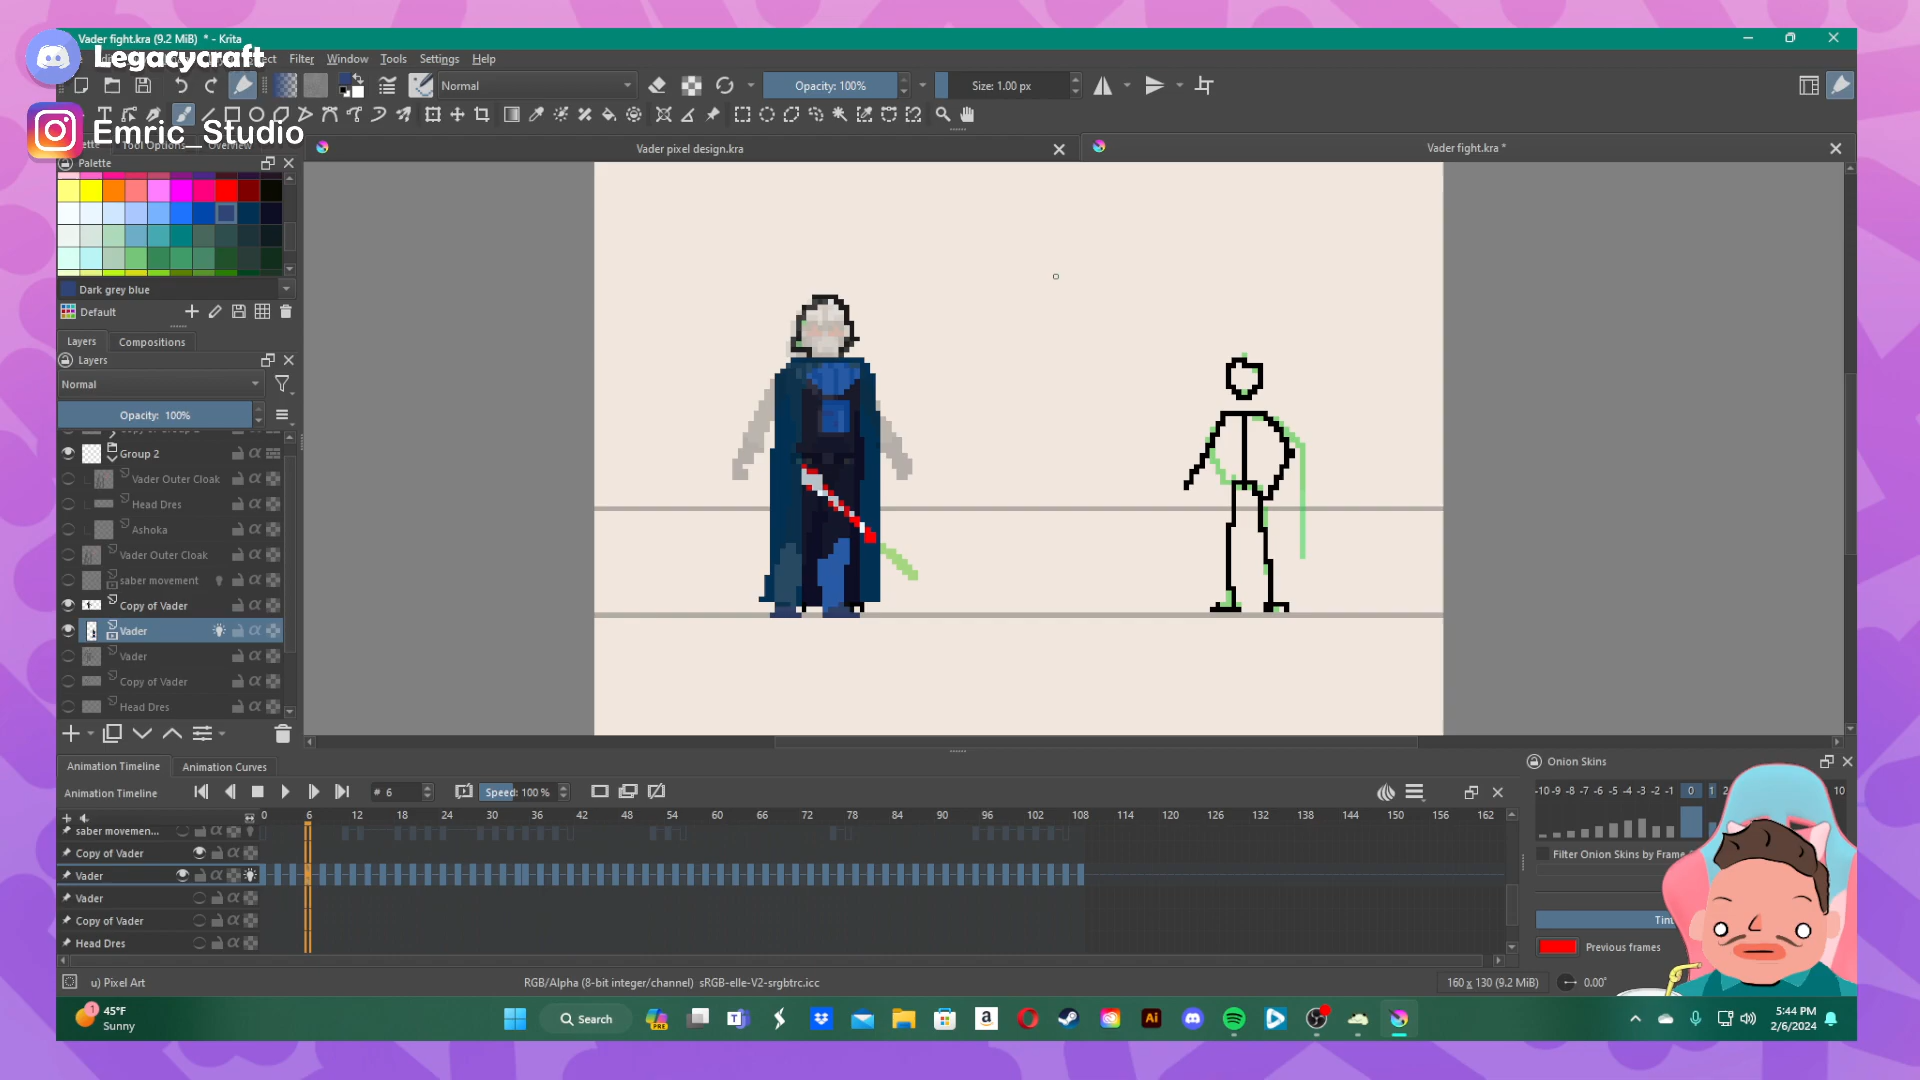 Vader fight.kra (9.2 MiB) * - Krita
Legacycraft
Filter Window Tools Settings Help
Normal
Opacity: 100%
Size: 1.00 px
Emric_Studio
Tool Options Overview
Vader pixel design.kra
Vader fight.kra *
Palette
Dark grey blue
Default
Layers Compositions
Layers
Normal
Opacity: 100%
Group 2
Vader Outer Cloak
Head Dres
Ashoka
Vader Outer Cloak
saber movement
Copy of Vader
Vader
Vader
Copy of Vader
Head Dres
Animation Timeline Animation Curves
Onion Skins
Animation Timeline
# 6
Speed: 100 %
-10 -9 -8 -7 -6 -5 -4 -3 -2 -1 0 1 2 10
0 6 12 18 24 30 36 42 48 54 60 66 72 78 84 90 96 102 108 114 120 126 132 138 144 150 156 162
saber movemen...
Copy of Vader
Filter Onion Skins by Frame
Vader
Vader
Copy of Vader
Head Dres
Previous frames
u) Pixel Art
RGB/Alpha (8-bit integer/channel) sRGB-elle-V2-srgbtrc.icc
160 x 130 (9.2 MiB)
0.00°
1
45°F
Sunny
Search
PRE
Ai
5:44 PM
2/6/2024